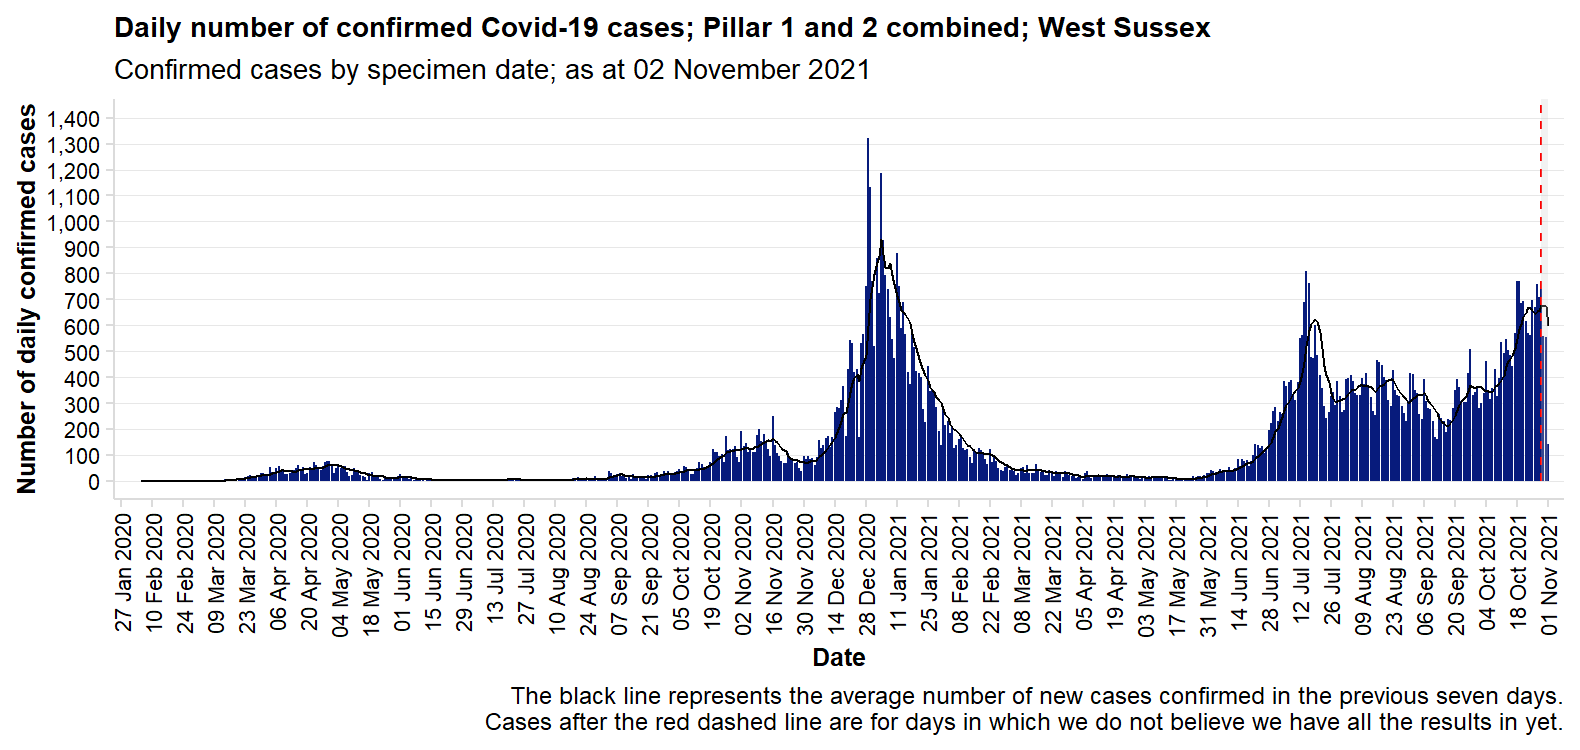 Daily number of confirmed Covid-19 cases; Pillar 1 and 2 combined; West Sussex
Confirmed cases by specimen date; as at 02 November 2021
Number of daily confirmed cases
1,400
1,300
1,200
1,100
1,000
900
800
700
600
500
400
300
200
100
0
27 Jan 2020
10 Feb 2020
24 Feb 2020
09 Mar 2020
23 Mar 2020
06 Apr 2020
20 Apr 2020
04 May 2020
18 May 2020
01 Jun 2020
15 Jun 2020
29 Jun 2020
13 Jul 2020
27 Jul 2020
10 Aug 2020
24 Aug 2020
07 Sep 2020
21 Sep 2020
05 Oct 2020
19 Oct 2020
02 Nov 2020
16 Nov 2020
30 Nov 2020
14 Dec 2020
28 Dec 2020
11 Jan 2021
25 Jan 2021
08 Feb 2021
22 Feb 2021
08 Mar 2021
22 Mar 2021
05 Apr 2021
19 Apr 2021
03 May 2021
17 May 2021
31 May 2021
14 Jun 2021
28 Jun 2021
12 Jul 2021
26 Jul 2021
09 Aug 2021
23 Aug 2021
06 Sep 2021
20 Sep 2021
04 Oct 2021
18 Oct 2021
01 Nov 2021
Date
The black line represents the average number of new cases confirmed in the previous seven days.
Cases after the red dashed line are for days in which we do not believe we have all the results in yet.